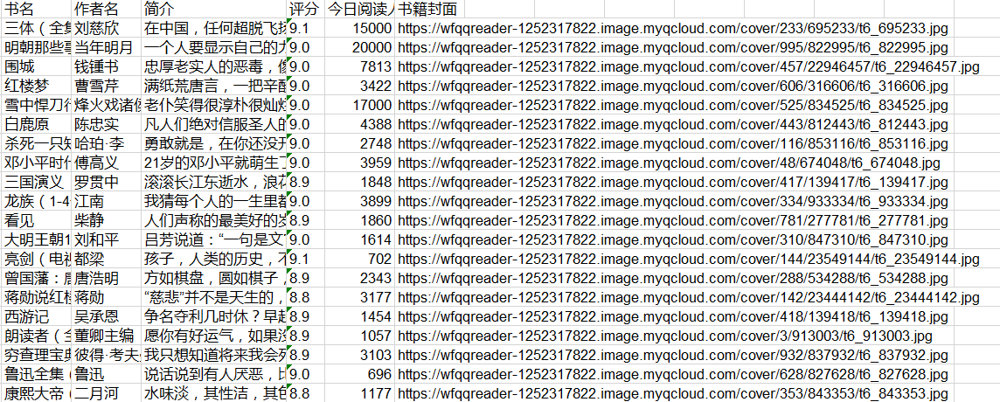 书名 作者名 简介 评分 今日阅读人 书籍封面
三体（全集 刘慈欣 在中国，任何超脱飞扬 9.1 15000 https://wfqqreader-1252317822.image.myqcloud.com/cover/233/695233/t6_695233.jpg
明朝那些事 当年明月 一个人要显示自己的力 9.0 20000 https://wfqqreader-1252317822.image.myqcloud.com/cover/995/822995/t6_822995.jpg
围城 钱锺书 忠厚老实人的恶毒，像 9.0 7813 https://wfqqreader-1252317822.image.myqcloud.com/cover/457/22946457/t6_22946457.jpg
红楼梦 曹雪芹 满纸荒唐言，一把辛酸 9.0 3422 https://wfqqreader-1252317822.image.myqcloud.com/cover/606/316606/t6_316606.jpg
雪中悍刀行 烽火戏诸侯 老仆笑得很淳朴很灿烂 9.0 17000 https://wfqqreader-1252317822.image.myqcloud.com/cover/525/834525/t6_834525.jpg
白鹿原 陈忠实 凡人们绝对信服圣人的 9.0 4388 https://wfqqreader-1252317822.image.myqcloud.com/cover/443/812443/t6_812443.jpg
杀死一只知 哈珀·李 勇敢就是，在你还没开 9.0 2748 https://wfqqreader-1252317822.image.myqcloud.com/cover/116/853116/t6_853116.jpg
邓小平时代 傅高义 21岁的邓小平就萌生了 9.0 3959 https://wfqqreader-1252317822.image.myqcloud.com/cover/48/674048/t6_674048.jpg
三国演义 罗贯中 滚滚长江东逝水，浪花 8.9 1848 https://wfqqreader-1252317822.image.myqcloud.com/cover/417/139417/t6_139417.jpg
龙族（1-4 江南 我猜每个人的一生里都 9.0 3899 https://wfqqreader-1252317822.image.myqcloud.com/cover/334/933334/t6_933334.jpg
看见 柴静 人们声称的最美好的岁 8.9 1860 https://wfqqreader-1252317822.image.myqcloud.com/cover/781/277781/t6_277781.jpg
大明王朝1 刘和平 吕芳说道：“一句是文 9.0 1614 https://wfqqreader-1252317822.image.myqcloud.com/cover/310/847310/t6_847310.jpg
亮剑（电视 都梁 孩子，人类的历史，不 9.1 702 https://wfqqreader-1252317822.image.myqcloud.com/cover/144/23549144/t6_23549144.jpg
曾国藩：唐 唐浩明 方如棋盘，圆如棋子， 8.9 2343 https://wfqqreader-1252317822.image.myqcloud.com/cover/288/534288/t6_534288.jpg
蒋勋说红楼 蒋勋 “慈悲”并不是天生的， 8.8 3177 https://wfqqreader-1252317822.image.myqcloud.com/cover/142/23444142/t6_23444142.jpg
西游记 吴承恩 争名夺利几时休？早起 8.9 1454 https://wfqqreader-1252317822.image.myqcloud.com/cover/418/139418/t6_139418.jpg
朗读者（全 董卿主编 愿你有好运气，如果没 8.9 1057 https://wfqqreader-1252317822.image.myqcloud.com/cover/3/913003/t6_913003.jpg
穷查理宝典 彼得·考夫 我只想知道将来我会死 8.9 3103 https://wfqqreader-1252317822.image.myqcloud.com/cover/932/837932/t6_837932.jpg
鲁迅全集（ 鲁迅 说话说到有人厌恶，比 9.0 696 https://wfqqreader-1252317822.image.myqcloud.com/cover/628/827628/t6_827628.jpg
康熙大帝（ 二月河 水味淡，其性洁，其色 8.8 1177 https://wfqqreader-1252317822.image.myqcloud.com/cover/353/843353/t6_843353.jpg